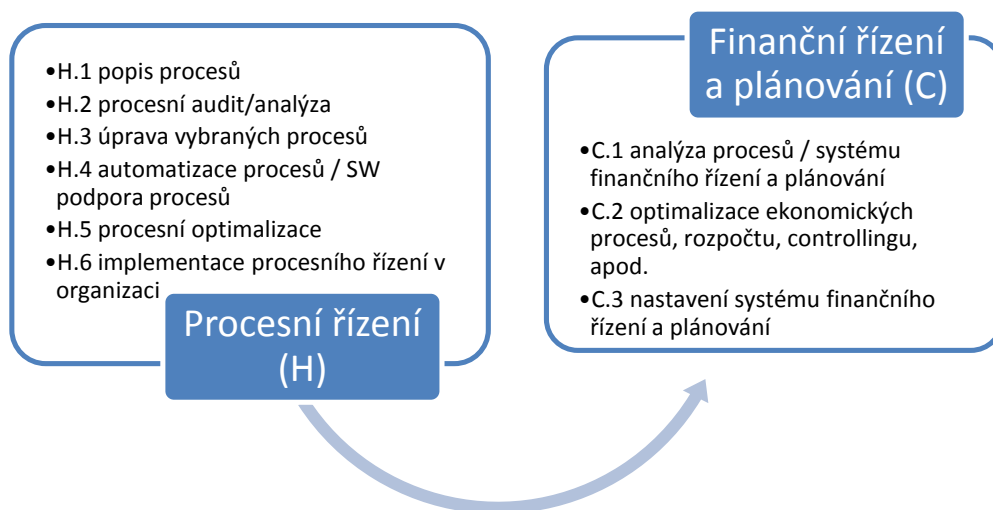 •H.1 popis procesů
•H.2 procesní audit/analýza
•H.3 úprava vybraných procesů
•H.4 automatizace procesů / SW
podpora procesů
•H.5 procesní optimalizace
•H.6 implementace procesního řízení v
organizaci
Procesní řízení
(H)
Finanční řízení
a plánování (C)
•C.1 analýza procesů / systému
finančního řízení a plánování
•C.2 optimalizace ekonomických
procesů, rozpočtu, controllingu,
apod.
•C.3 nastavení systému finančního
řízení a plánování